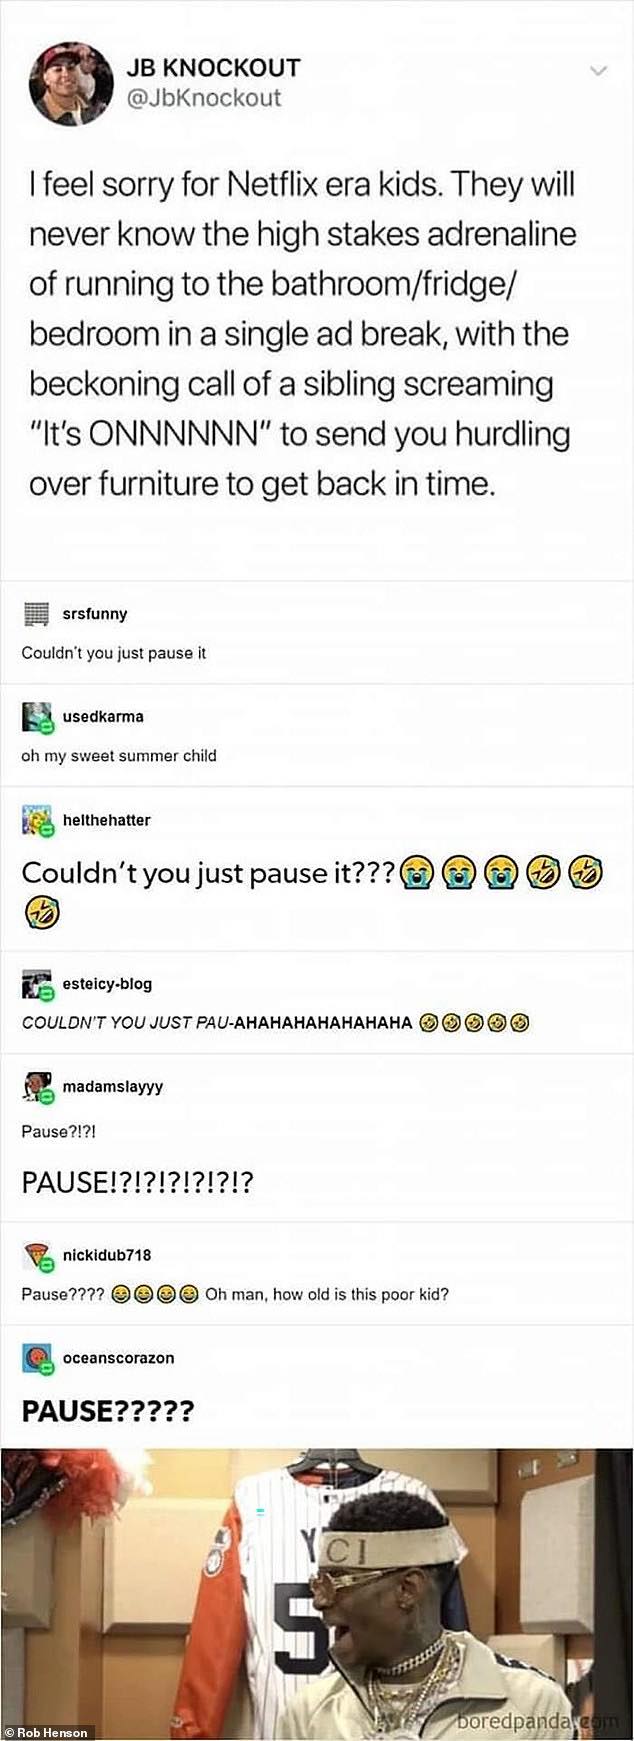 JB KNOCKOUT
@JbKnockout
I feel sorry for Netflix era kids. They will
never know the high stakes adrenaline
of running to the bathroom/fridge/
bedroom in a single ad break, with the
beckoning call of a sibling screaming
"It's ONNNNNN" to send you hurdling
over furniture to get back in time.
srsfunny
Couldn't you just pause it
usedkarma
oh my sweet summer child
helthehatter
Couldn't you just pause it???😭😭😭🤣🤣
🤣
esteicy-blog
COULDN'T YOU JUST PAU-AHAHAHAHAHAHAHA 🤣🤣🤣🤣🤣
madamslayyy
Pause?!?!
PAUSE!?!?!?!?!?!?
nickidub718
Pause???? 😂😂😂😂 Oh man, how old is this poor kid?
oceanscorazon
PAUSE?????
Y
CI
5
boredpanda.com
© Rob Henson